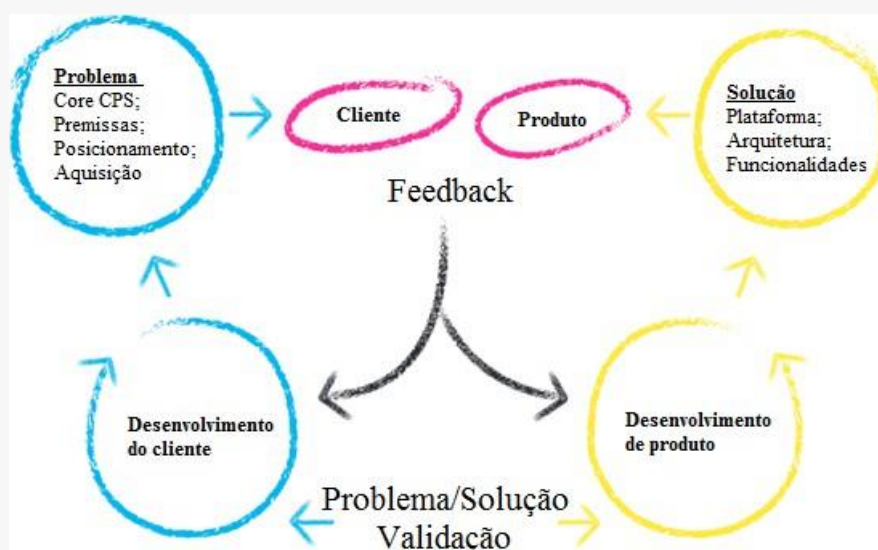 Problema
Core CPS;
Premissas;
Posicionamento;
Aquisição
Cliente
Produto
Solução
Plataforma;
Arquitetura;
Funcionalidades
Feedback
Desenvolvimento
do cliente
Desenvolvimento
de produto
Problema/Solução
Validação